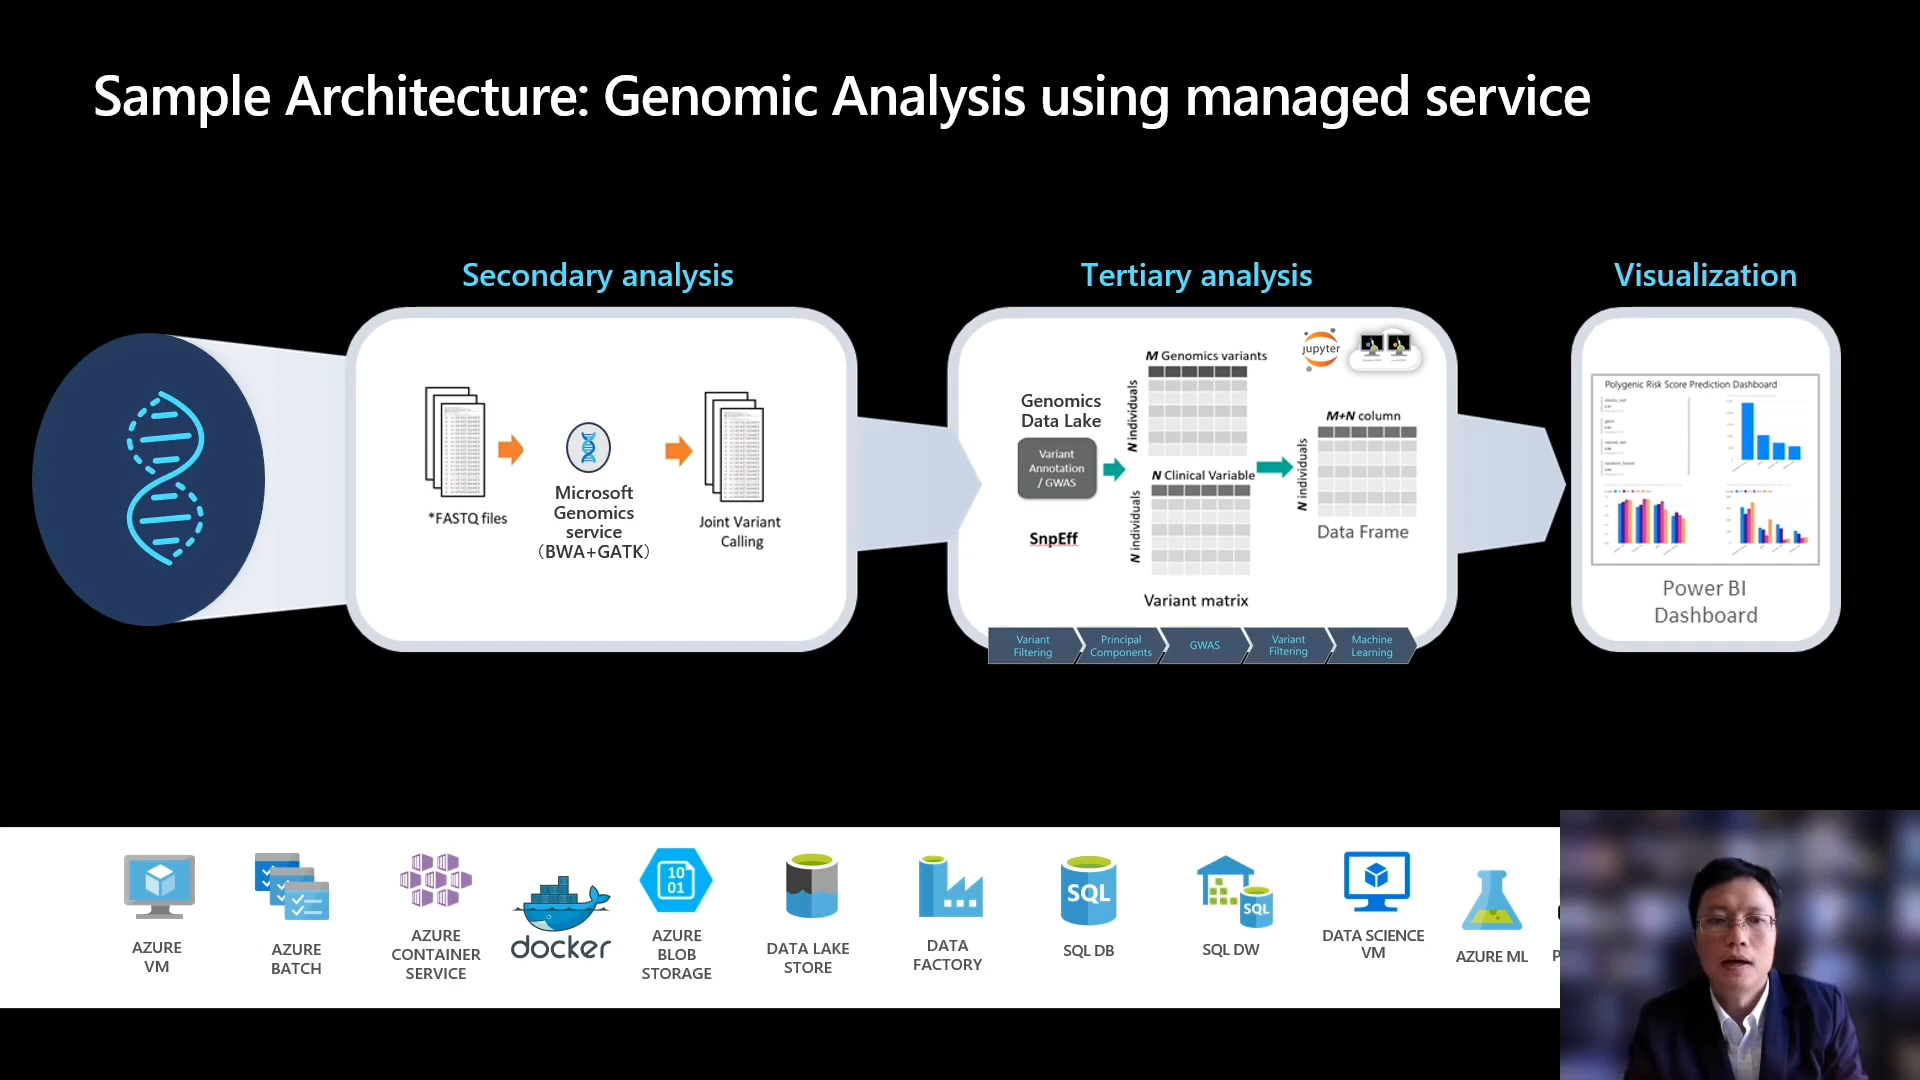 Sample Architecture: Genomic Analysis using managed service
Secondary analysis
*FASTQ files
Microsoft
Genomics
service
(BWA+GATK)
Joint Variant
Calling
Tertiary analysis
Genomics
Data Lake
Variant
Annotation
/ GWAS
SnpEff
M Genomics variants
N individuals
N Clinical Variable
N individuals
Variant matrix
jupyter
M+N column
N individuals
Data Frame
Variant
Filtering
Principal
Components
GWAS
Variant
Filtering
Machine
Learning
Visualization
Polygenic Risk Score Prediction Dashboard
Power BI
Dashboard
AZURE
VM
AZURE
BATCH
AZURE
CONTAINER
SERVICE
docker
10
01
AZURE
BLOB
STORAGE
DATA LAKE
STORE
DATA
FACTORY
SQL
SQL DB
SQL
SQL DW
DATA SCIENCE
VM
AZURE ML